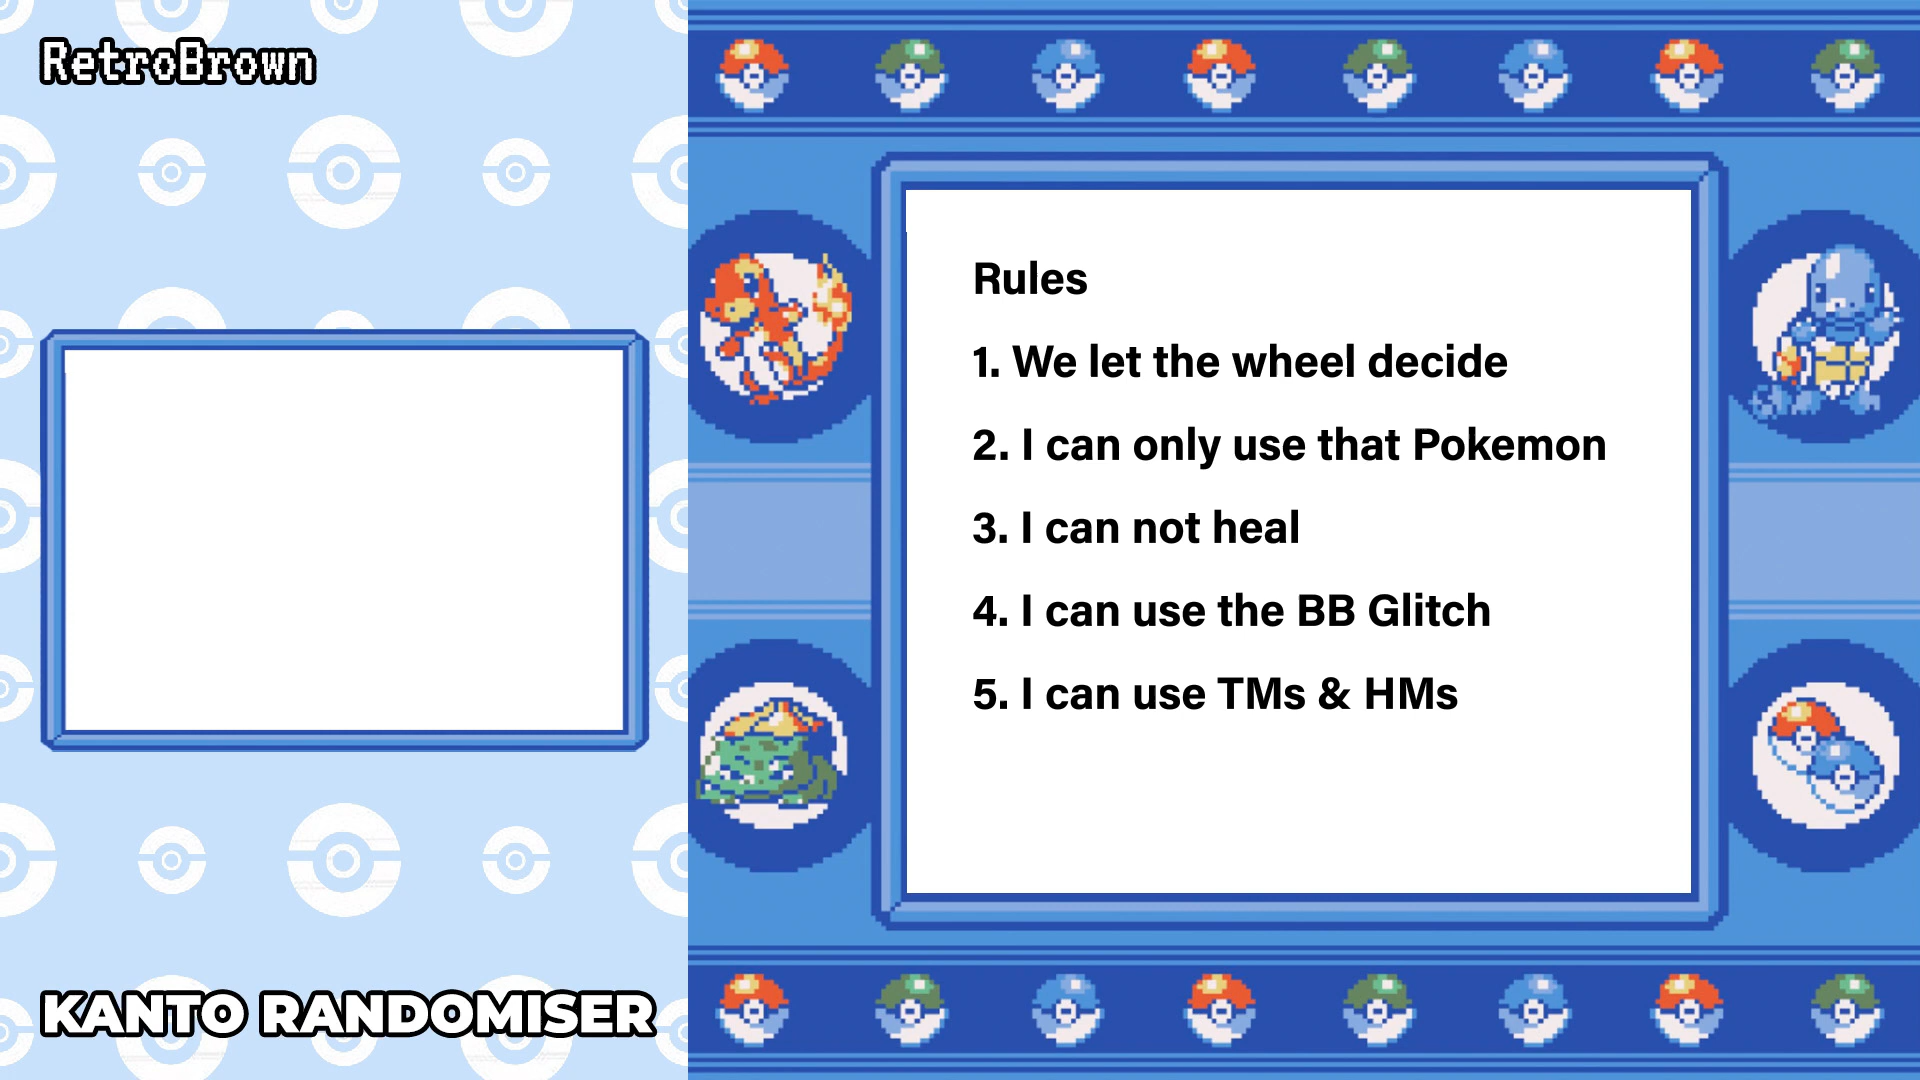 RetroBrown
KANTO RANDOMISER
Rules
1. We let the wheel decide
2. I can only use that Pokemon
3. I can not heal
4. I can use the BB Glitch
5. I can use TMs & HMs